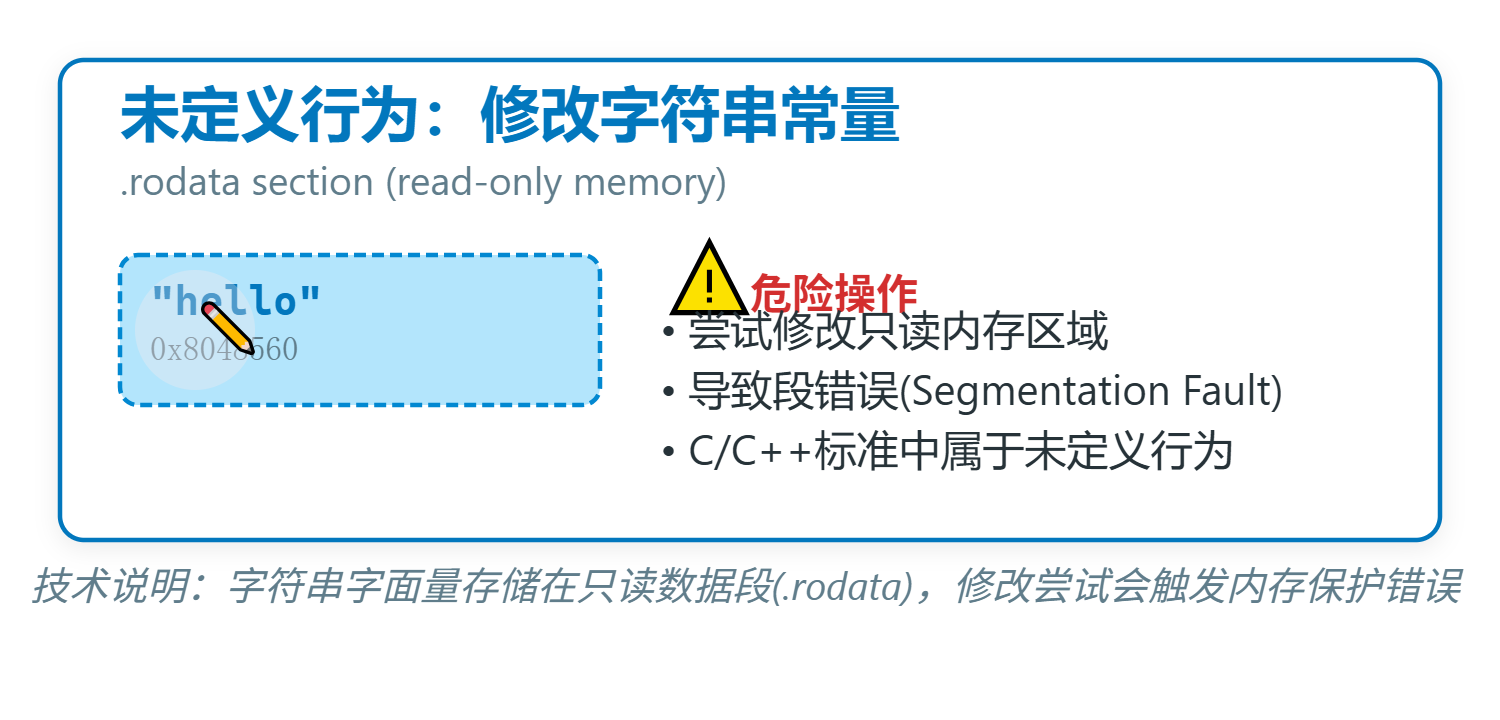 未定义行为：修改字符串常量
.rodata section (read-only memory)
"hello"
0x8048560
危险操作
• 尝试修改只读内存区域
• 导致段错误(Segmentation Fault)
• C/C++标准中属于未定义行为
技术说明：字符串字面量存储在只读数据段(.rodata)，修改尝试会触发内存保护错误